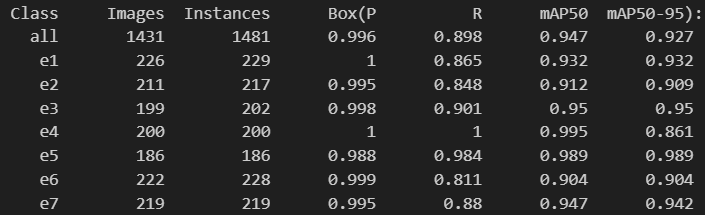 Class Images Instances Box(P R mAP50 mAP50-95):
all 1431 1481 0.996 0.898 0.947 0.927
e1 226 229 1 0.865 0.932 0.932
e2 211 217 0.995 0.848 0.912 0.909
e3 199 202 0.998 0.901 0.95 0.95
e4 200 200 1 1 0.995 0.861
e5 186 186 0.988 0.984 0.989 0.989
e6 222 228 0.999 0.811 0.904 0.904
e7 219 219 0.995 0.88 0.947 0.942